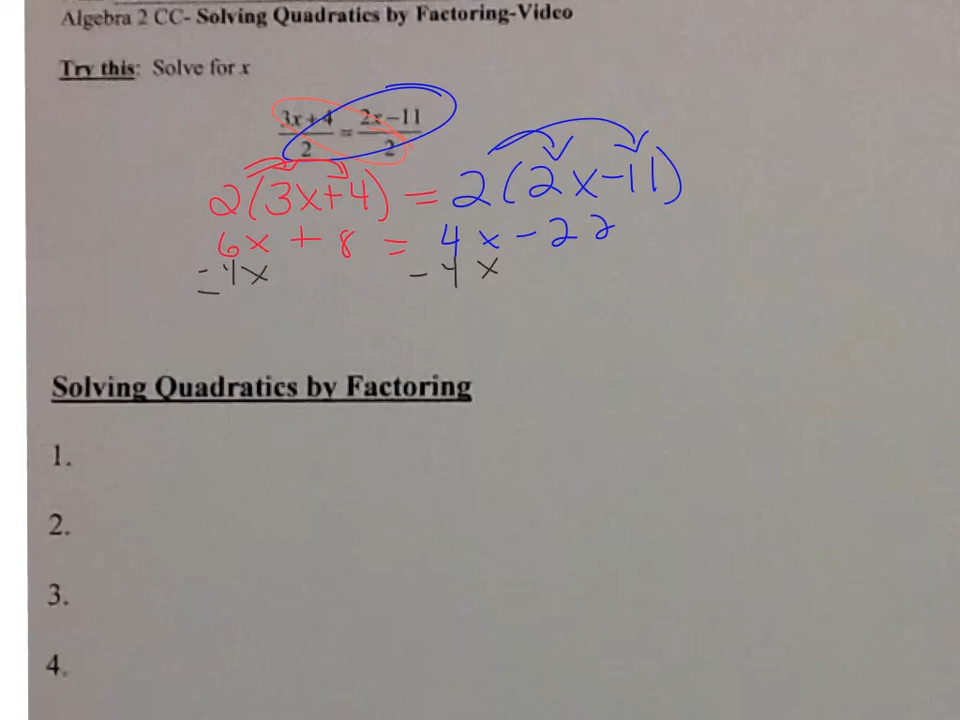 Algebra 2 CC- Solving Quadratics by Factoring-Video
Try this: Solve for x
3x+4/2 = 2x-11/2
2(3x+4) = 2(2x-11)
6x + 8 = 4x - 22
-4x -4x
Solving Quadratics by Factoring
1.
2.
3.
4.